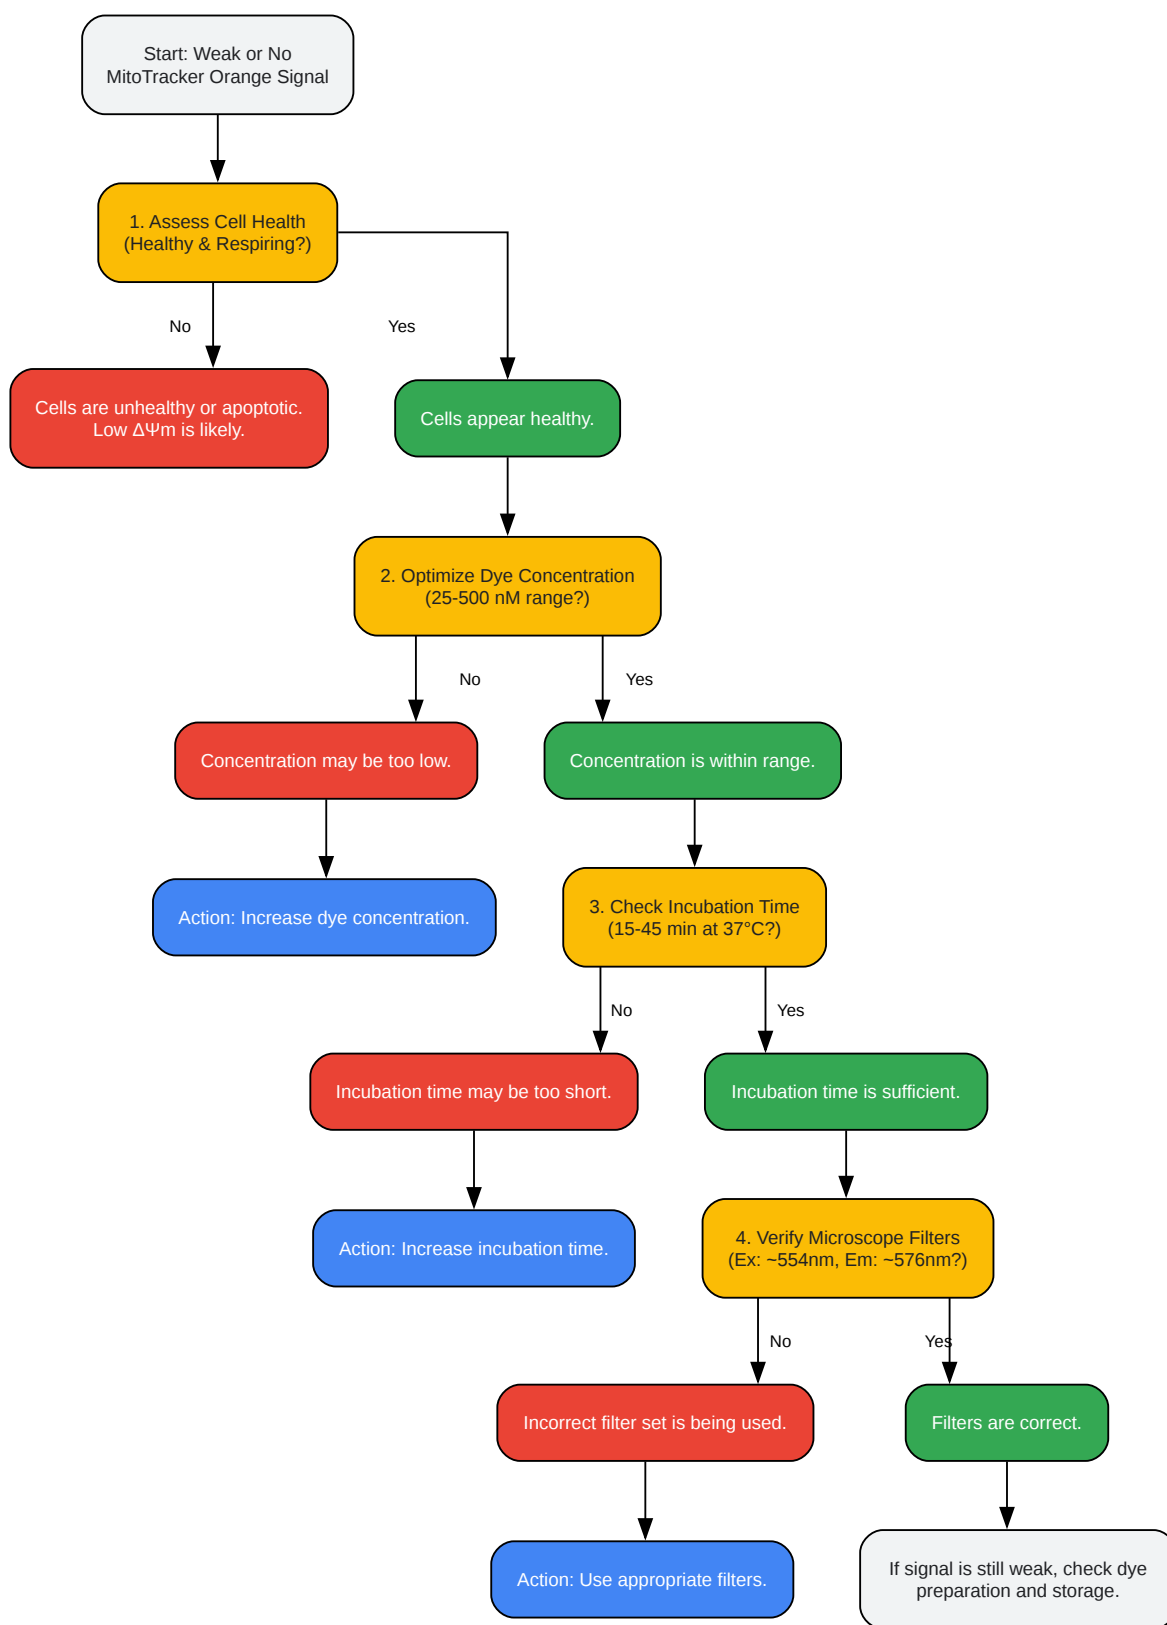 Start: Weak or No
MitoTracker Orange Signal
1. Assess Cell Health
(Healthy & Respiring?)
No
Yes
Cells are unhealthy or apoptotic.
Low ΔΨm is likely.
Cells appear healthy.
2. Optimize Dye Concentration
(25-500 nM range?)
No
Yes
Concentration may be too low.
Concentration is within range.
Action: Increase dye concentration.
3. Check Incubation Time
(15-45 min at 37°C?)
No
Yes
Incubation time may be too short.
Incubation time is sufficient.
Action: Increase incubation time.
4. Verify Microscope Filters
(Ex: ~554nm, Em: ~576nm?)
No
Yes
Incorrect filter set is being used.
Filters are correct.
Action: Use appropriate filters.
If signal is still weak, check dye
preparation and storage.